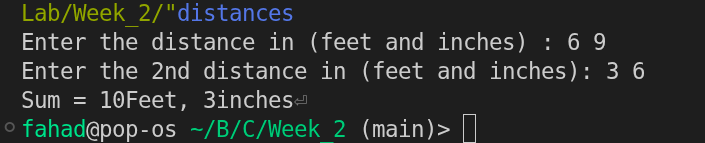 Lab/Week_2/"distances
Enter the distance in (feet and inches) : 6 9
Enter the 2nd distance in (feet and inches): 3 6
Sum = 10Feet, 3inches⏎
fahad@pop-os ~/B/C/Week_2 (main)>